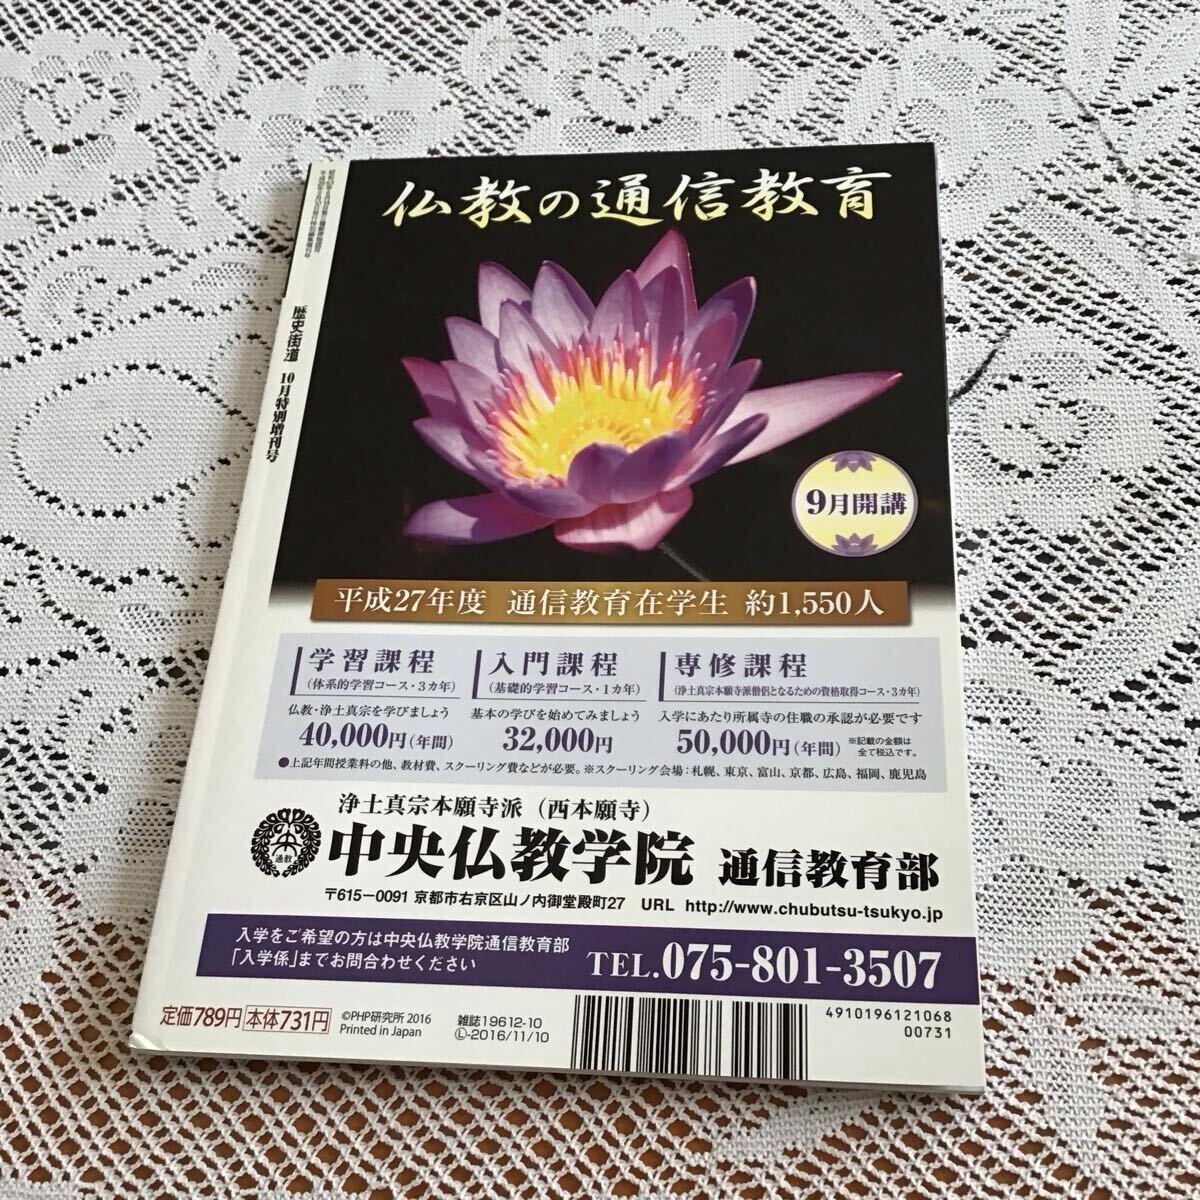 仏教の通信教育
歴史街道 10月特別増刊号
9月開講
平成27年度 通信教育在学生 約1,550人
学習課程
(体系的学習コース・3カ年)
仏教・浄土真宗を学びましょう
40,000円(年間)
入門課程
(基礎的学習コース・1カ年)
基本の学びを始めてみましょう
32,000円
専修課程
(浄土真宗本願寺派僧侶となるための資格取得コース・3カ年)
入学にあたり所属寺の住職の承認が必要です
50,000円(年間)
※記載の金額は
全て税込です。
●上記年間授業料の他、教材費、スクーリング費などが必要。※スクーリング会場:札幌、東京、富山、京都、広島、福岡、鹿児島
浄土真宗本願寺派 (西本願寺)
通教
中央仏教学院 通信教育部
〒615-0091 京都市右京区山ノ内御堂殿町27 URL http://www.chubutsu-tsukyo.jp
入学をご希望の方は中央仏教学院通信教育部
「入学係」までお問合わせください
TEL.075-801-3507
定価789円 本体731円
©PHP研究所 2016
Printed in Japan
雑誌19612-10
Ⓛ-2016/11/10
4910196121068
00731